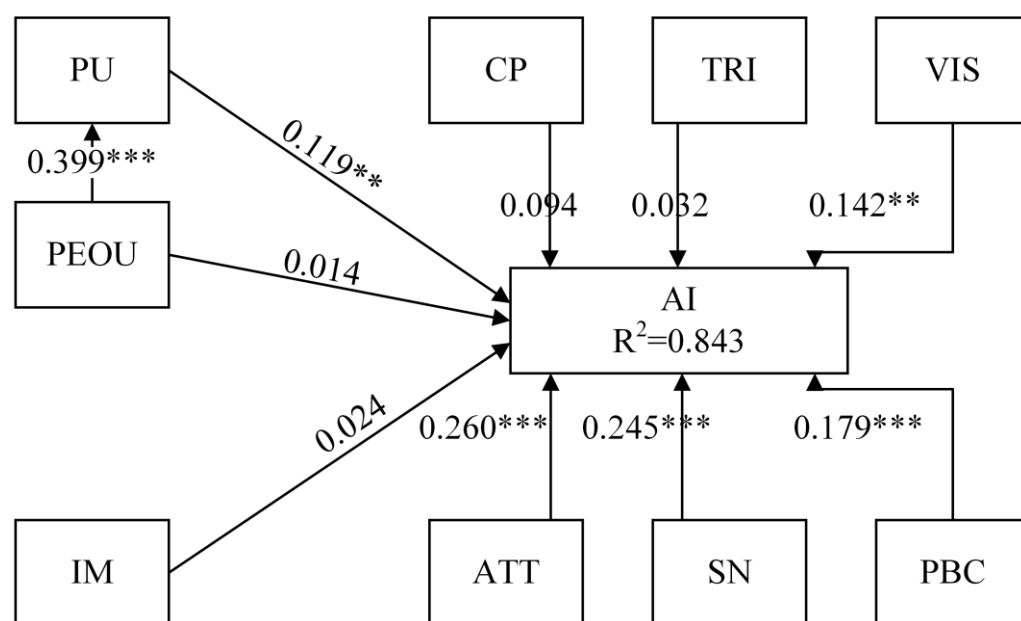 PU
CP
TRI
VIS
0.119**
0.399***
0.094
0.032
0.142**
PEOU
0.014
AI
R²=0.843
0.024
0.260***
0.245***
0.179***
IM
ATT
SN
PBC